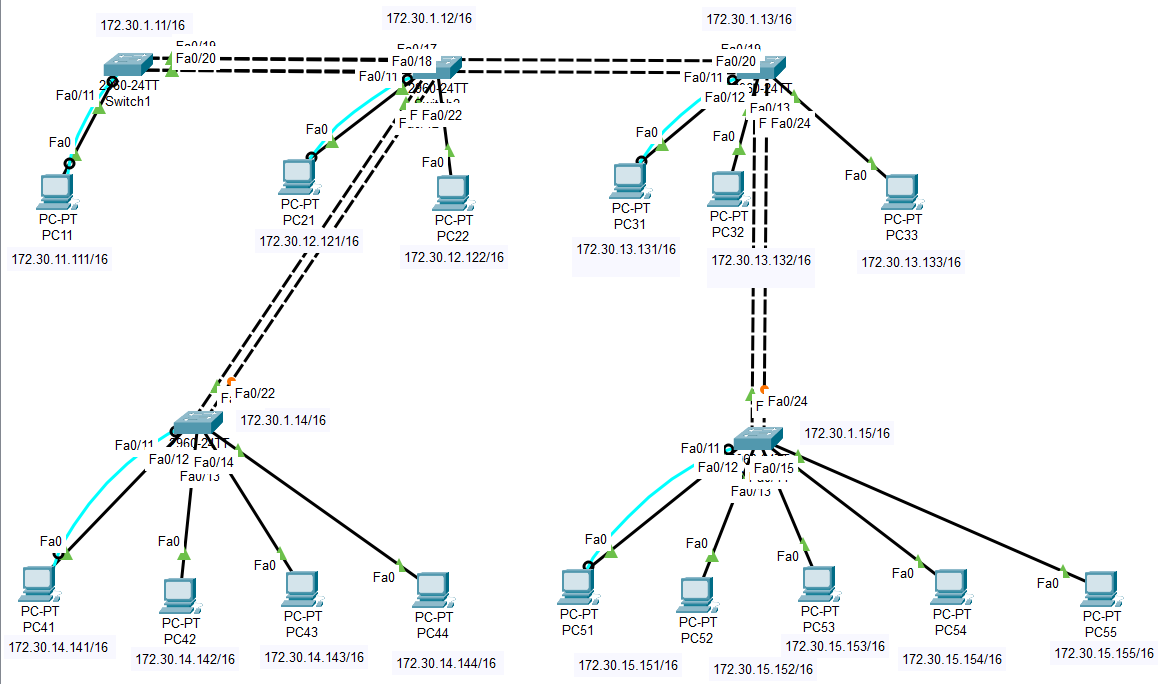 172.30.1.11/16
172.30.1.12/16
172.30.1.13/16
Fa0/19
Fa0/20
Fa0/17
Fa0/18
Fa0/19
Fa0/20
2960-24TT
Switch1
Fa0/11
Fa0
PC-PT
PC11
172.30.11.111/16
Fa0/11
2960-24TT
Fa0/22
Fa0
PC-PT
PC21
172.30.12.121/16
Fa0
PC-PT
PC22
172.30.12.122/16
Fa0/11
Fa0/12
Fa0/13
Fa0/24
Fa0
PC-PT
PC31
172.30.13.131/16
Fa0
PC-PT
PC32
172.30.13.132/16
Fa0
PC-PT
PC33
172.30.13.133/16
Fa0/22
172.30.1.14/16
2960-24TT
Fa0/11
Fa0/12
Fa0/14
Fa0/13
Fa0
PC-PT
PC41
172.30.14.141/16
Fa0
PC-PT
PC42
172.30.14.142/16
Fa0
PC-PT
PC43
172.30.14.143/16
Fa0
PC-PT
PC44
172.30.14.144/16
Fa0/24
172.30.1.15/16
Fa0/11
Fa0/12
Fa0/15
Fa0/13
Fa0
PC-PT
PC51
172.30.15.151/16
Fa0
PC-PT
PC52
172.30.15.152/16
Fa0
PC-PT
PC53
172.30.15.153/16
Fa0
PC-PT
PC54
172.30.15.154/16
Fa0
PC-PT
PC55
172.30.15.155/16